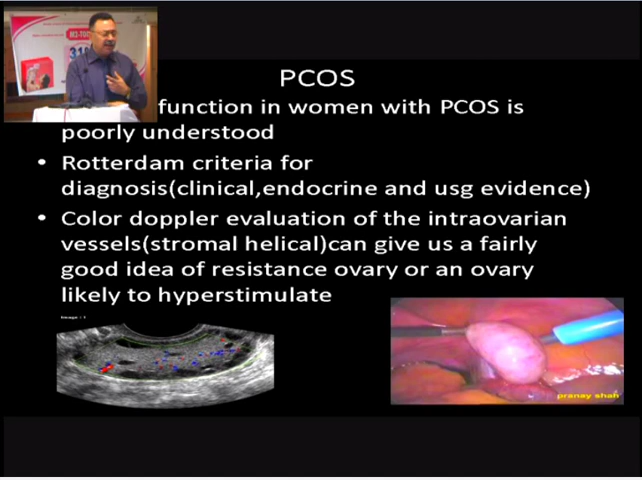 PCOS
function in women with PCOS is
poorly understood
• Rotterdam criteria for
diagnosis(clinical,endocrine and usg evidence)
• Color doppler evaluation of the intraovarian
vessels(stromal helical)can give us a fairly
good idea of resistance ovary or an ovary
likely to hyperstimulate
pranay shah